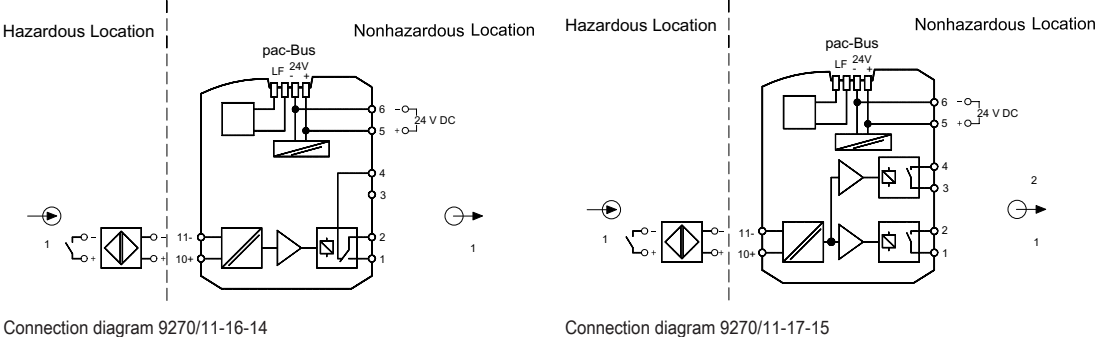 Hazardous Location
Nonhazardous Location
pac-Bus
LF 24V
- +
6 - 24 V DC
5 +
4
3
1
-
+
-
+
11-
10+
2
1
1
Connection diagram 9270/11-16-14
Hazardous Location
Nonhazardous Location
pac-Bus
LF 24V
- +
6 - 24 V DC
5 +
4
3
2
1
-
+
-
+
11-
10+
2
1
1
Connection diagram 9270/11-17-15